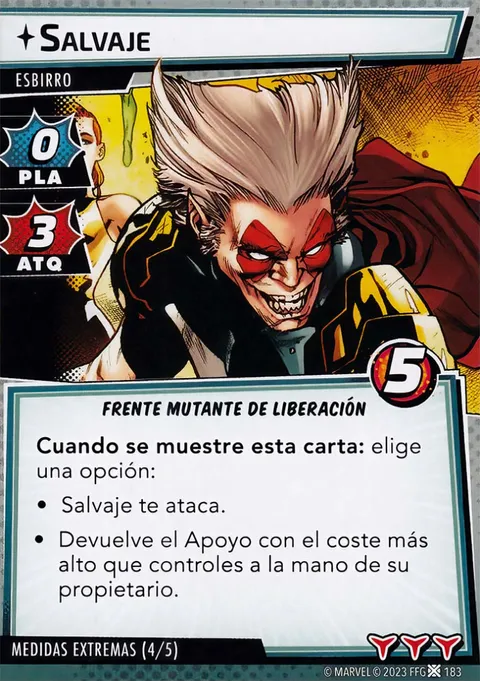 SALVAJE
ESBIRRO
0
PLA
3
ATQ
5
FRENTE MUTANTE DE LIBERACIÓN
Cuando se muestre esta carta: elige
una opción:
• Salvaje te ataca.
• Devuelve el Apoyo con el coste más
alto que controles a la mano de su
propietario.
MEDIDAS EXTREMAS (4/5)
© MARVEL © 2023 FFG 183